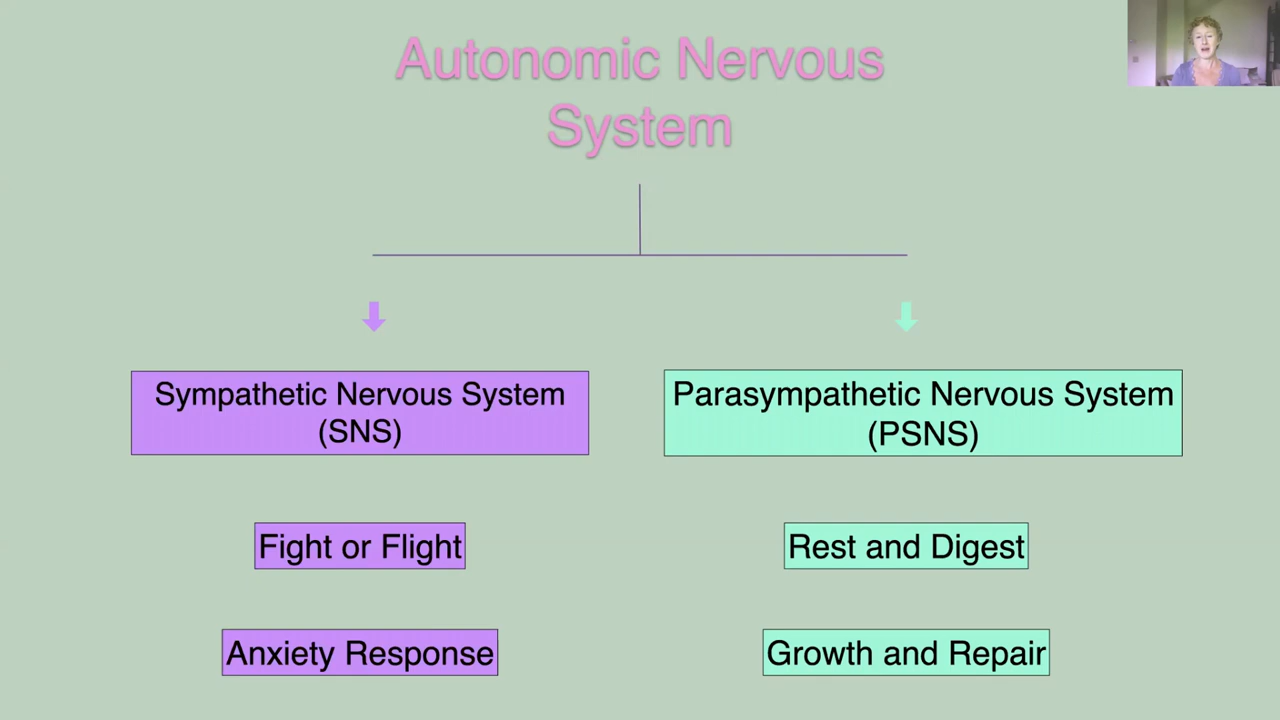 Autonomic Nervous
System
Sympathetic Nervous System
(SNS)
Parasympathetic Nervous System
(PSNS)
Fight or Flight
Rest and Digest
Anxiety Response
Growth and Repair